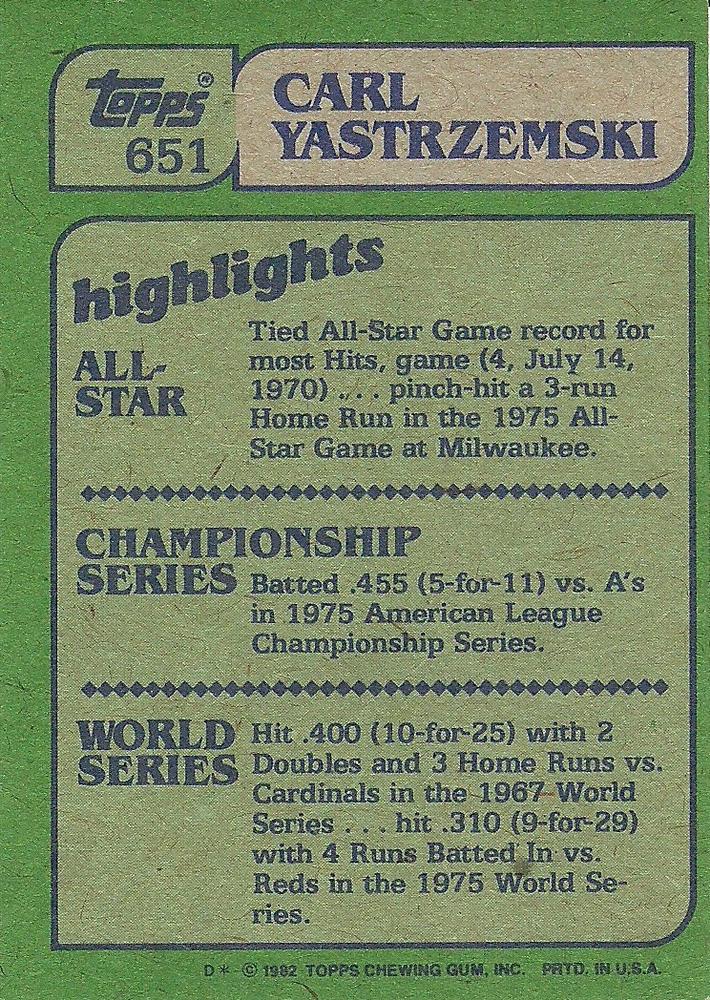 Topps®
651
CARL
YASTRZEMSKI
highlights
ALL-
STAR
Tied All-Star Game record for
most Hits, game (4, July 14,
1970) . . . pinch-hit a 3-run
Home Run in the 1975 All-
Star Game at Milwaukee.
CHAMPIONSHIP
SERIES
Batted .455 (5-for-11) vs. A's
in 1975 American League
Championship Series.
WORLD
SERIES
Hit .400 (10-for-25) with 2
Doubles and 3 Home Runs vs.
Cardinals in the 1967 World
Series . . . hit .310 (9-for-29)
with 4 Runs Batted In vs.
Reds in the 1975 World Se-
ries.
D* © 1982 TOPPS CHEWING GUM, INC. PRTD. IN U.S.A.